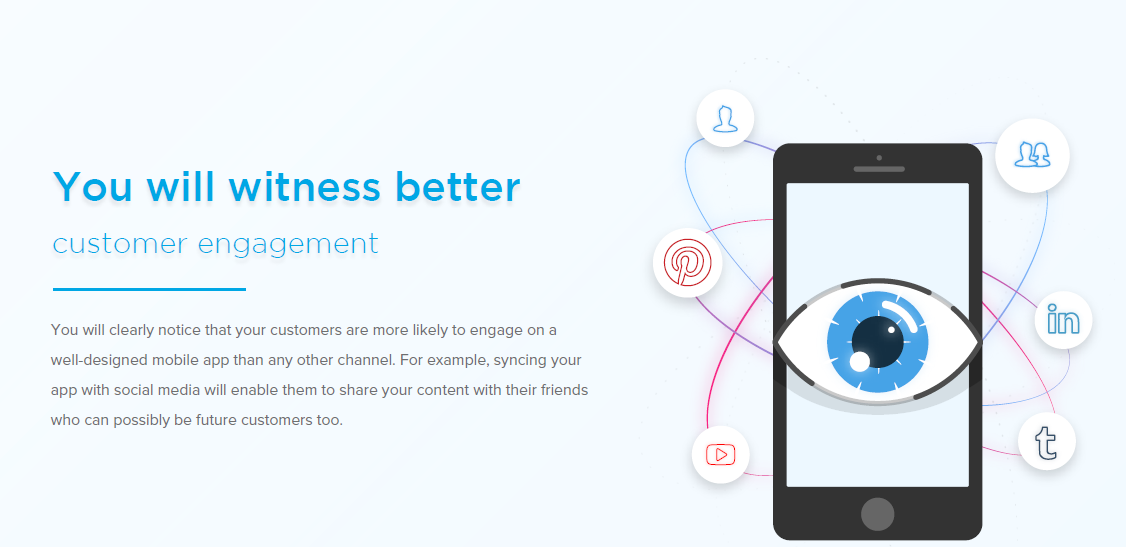 You will witness better
customer engagement
You will clearly notice that your customers are more likely to engage on a
well-designed mobile app than any other channel. For example, syncing your
app with social media will enable them to share your content with their friends
who can possibly be future customers too.
in
t